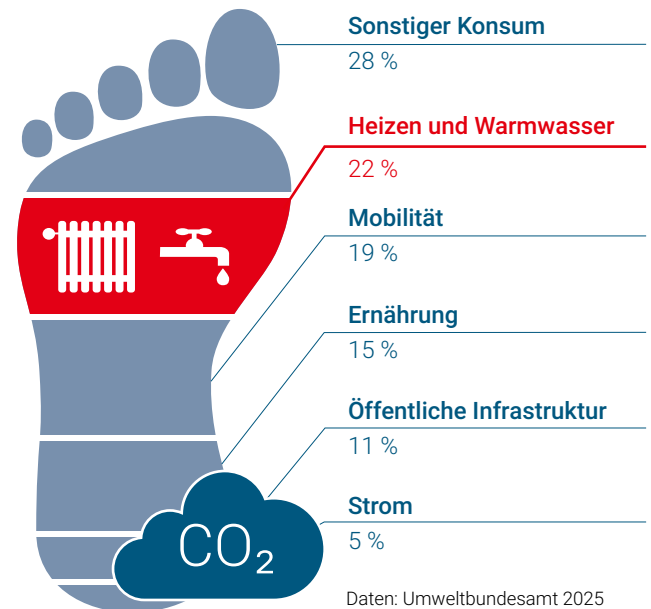 Sonstiger Konsum
28 %
Heizen und Warmwasser
22 %
Mobilität
19 %
Ernährung
15 %
Öffentliche Infrastruktur
11 %
Strom
5 %
CO₂
Daten: Umweltbundesamt 2025